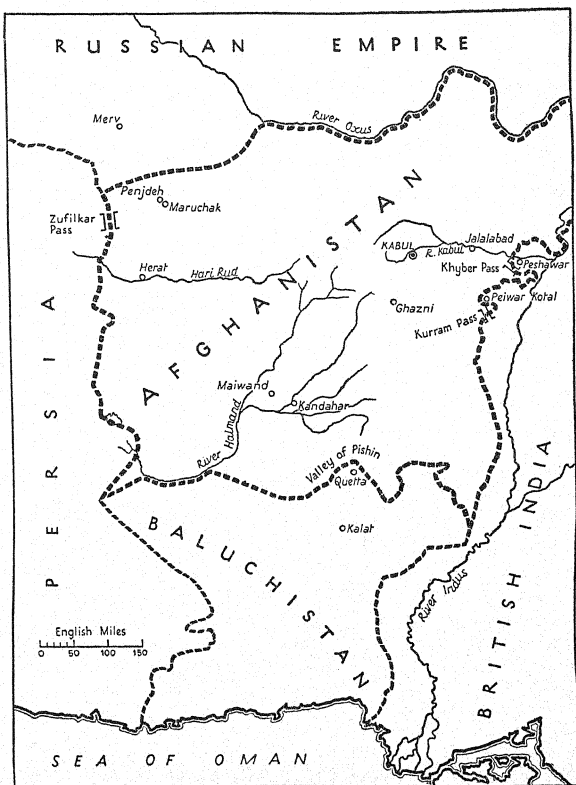 RUSSIAN EMPIRE
Merv
River Oxus
Penjdeh
Maruchak
Zufilkar
Pass
AFGHANISTAN
KABUL
R. Kabul
Jalalabad
Khyber Pass
Peshawar
Herat
Hari Rud
Ghazni
Peiwar Kotal
Kurram Pass
PERSIA
Maiwand
Kandahar
River Halmand
Valley of Pishin
Quetta
Kalat
BALUCHISTAN
BRITISH INDIA
River Indus
English Miles
0 50 100 150
SEA OF OMAN